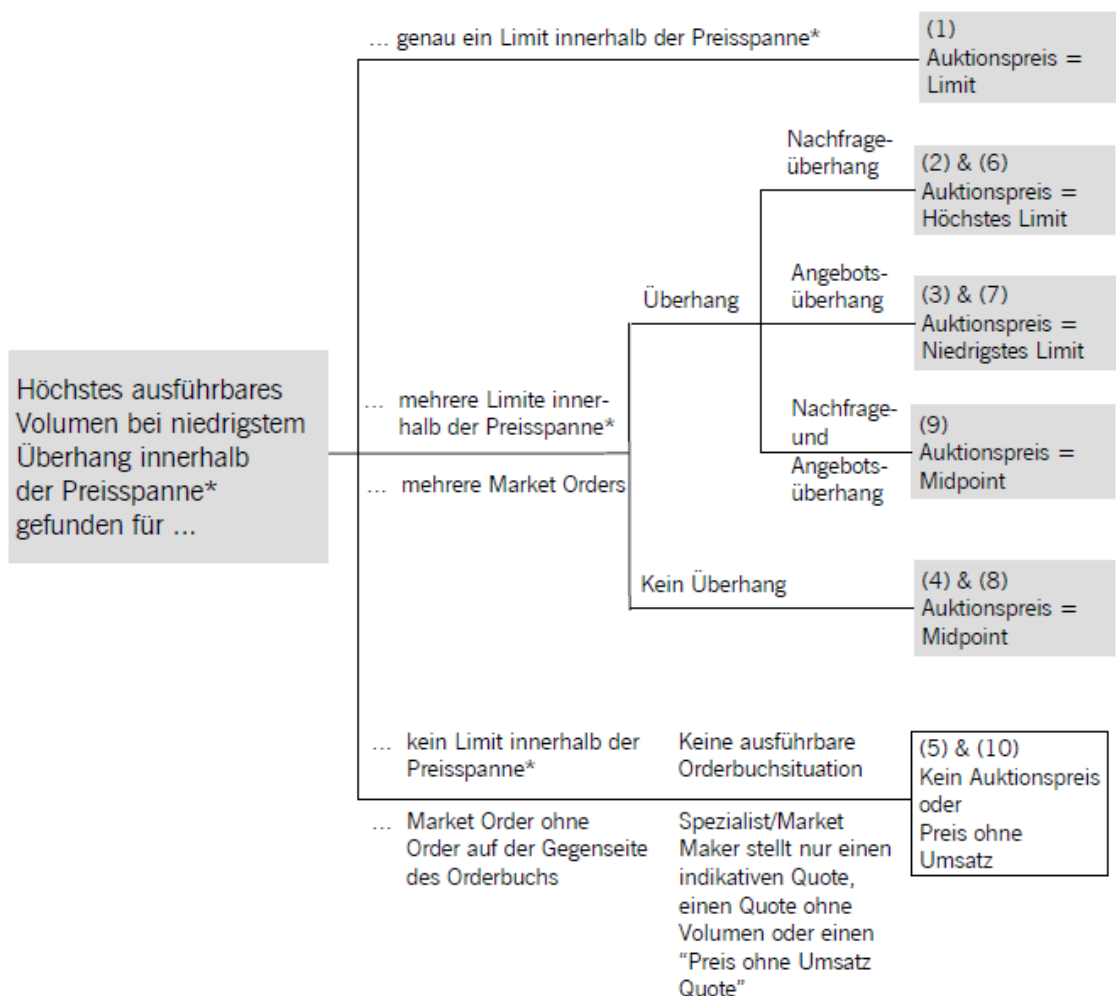 ... genau ein Limit innerhalb der Preisspanne*
(1)
Auktionspreis =
Limit
Nachfrage-
überhang
(2) & (6)
Auktionspreis =
Höchstes Limit
Überhang
Angebots-
überhang
(3) & (7)
Auktionspreis =
Niedrigstes Limit
Höchstes ausführbares
Volumen bei niedrigstem
Überhang innerhalb
der Preisspanne*
gefunden für ...
... mehrere Limite inner-
halb der Preisspanne*
... mehrere Market Orders
Nachfrage-
und
Angebots-
überhang
(9)
Auktionspreis =
Midpoint
Kein Überhang
(4) & (8)
Auktionspreis =
Midpoint
... kein Limit innerhalb der
Preisspanne*
Keine ausführbare
Orderbuchsituation
... Market Order ohne
Order auf der Gegenseite
des Orderbuchs
Spezialist/Market
Maker stellt nur einen
indikativen Quote,
einen Quote ohne
Volumen oder einen
“Preis ohne Umsatz
Quote”
(5) & (10)
Kein Auktionspreis
oder
Preis ohne
Umsatz